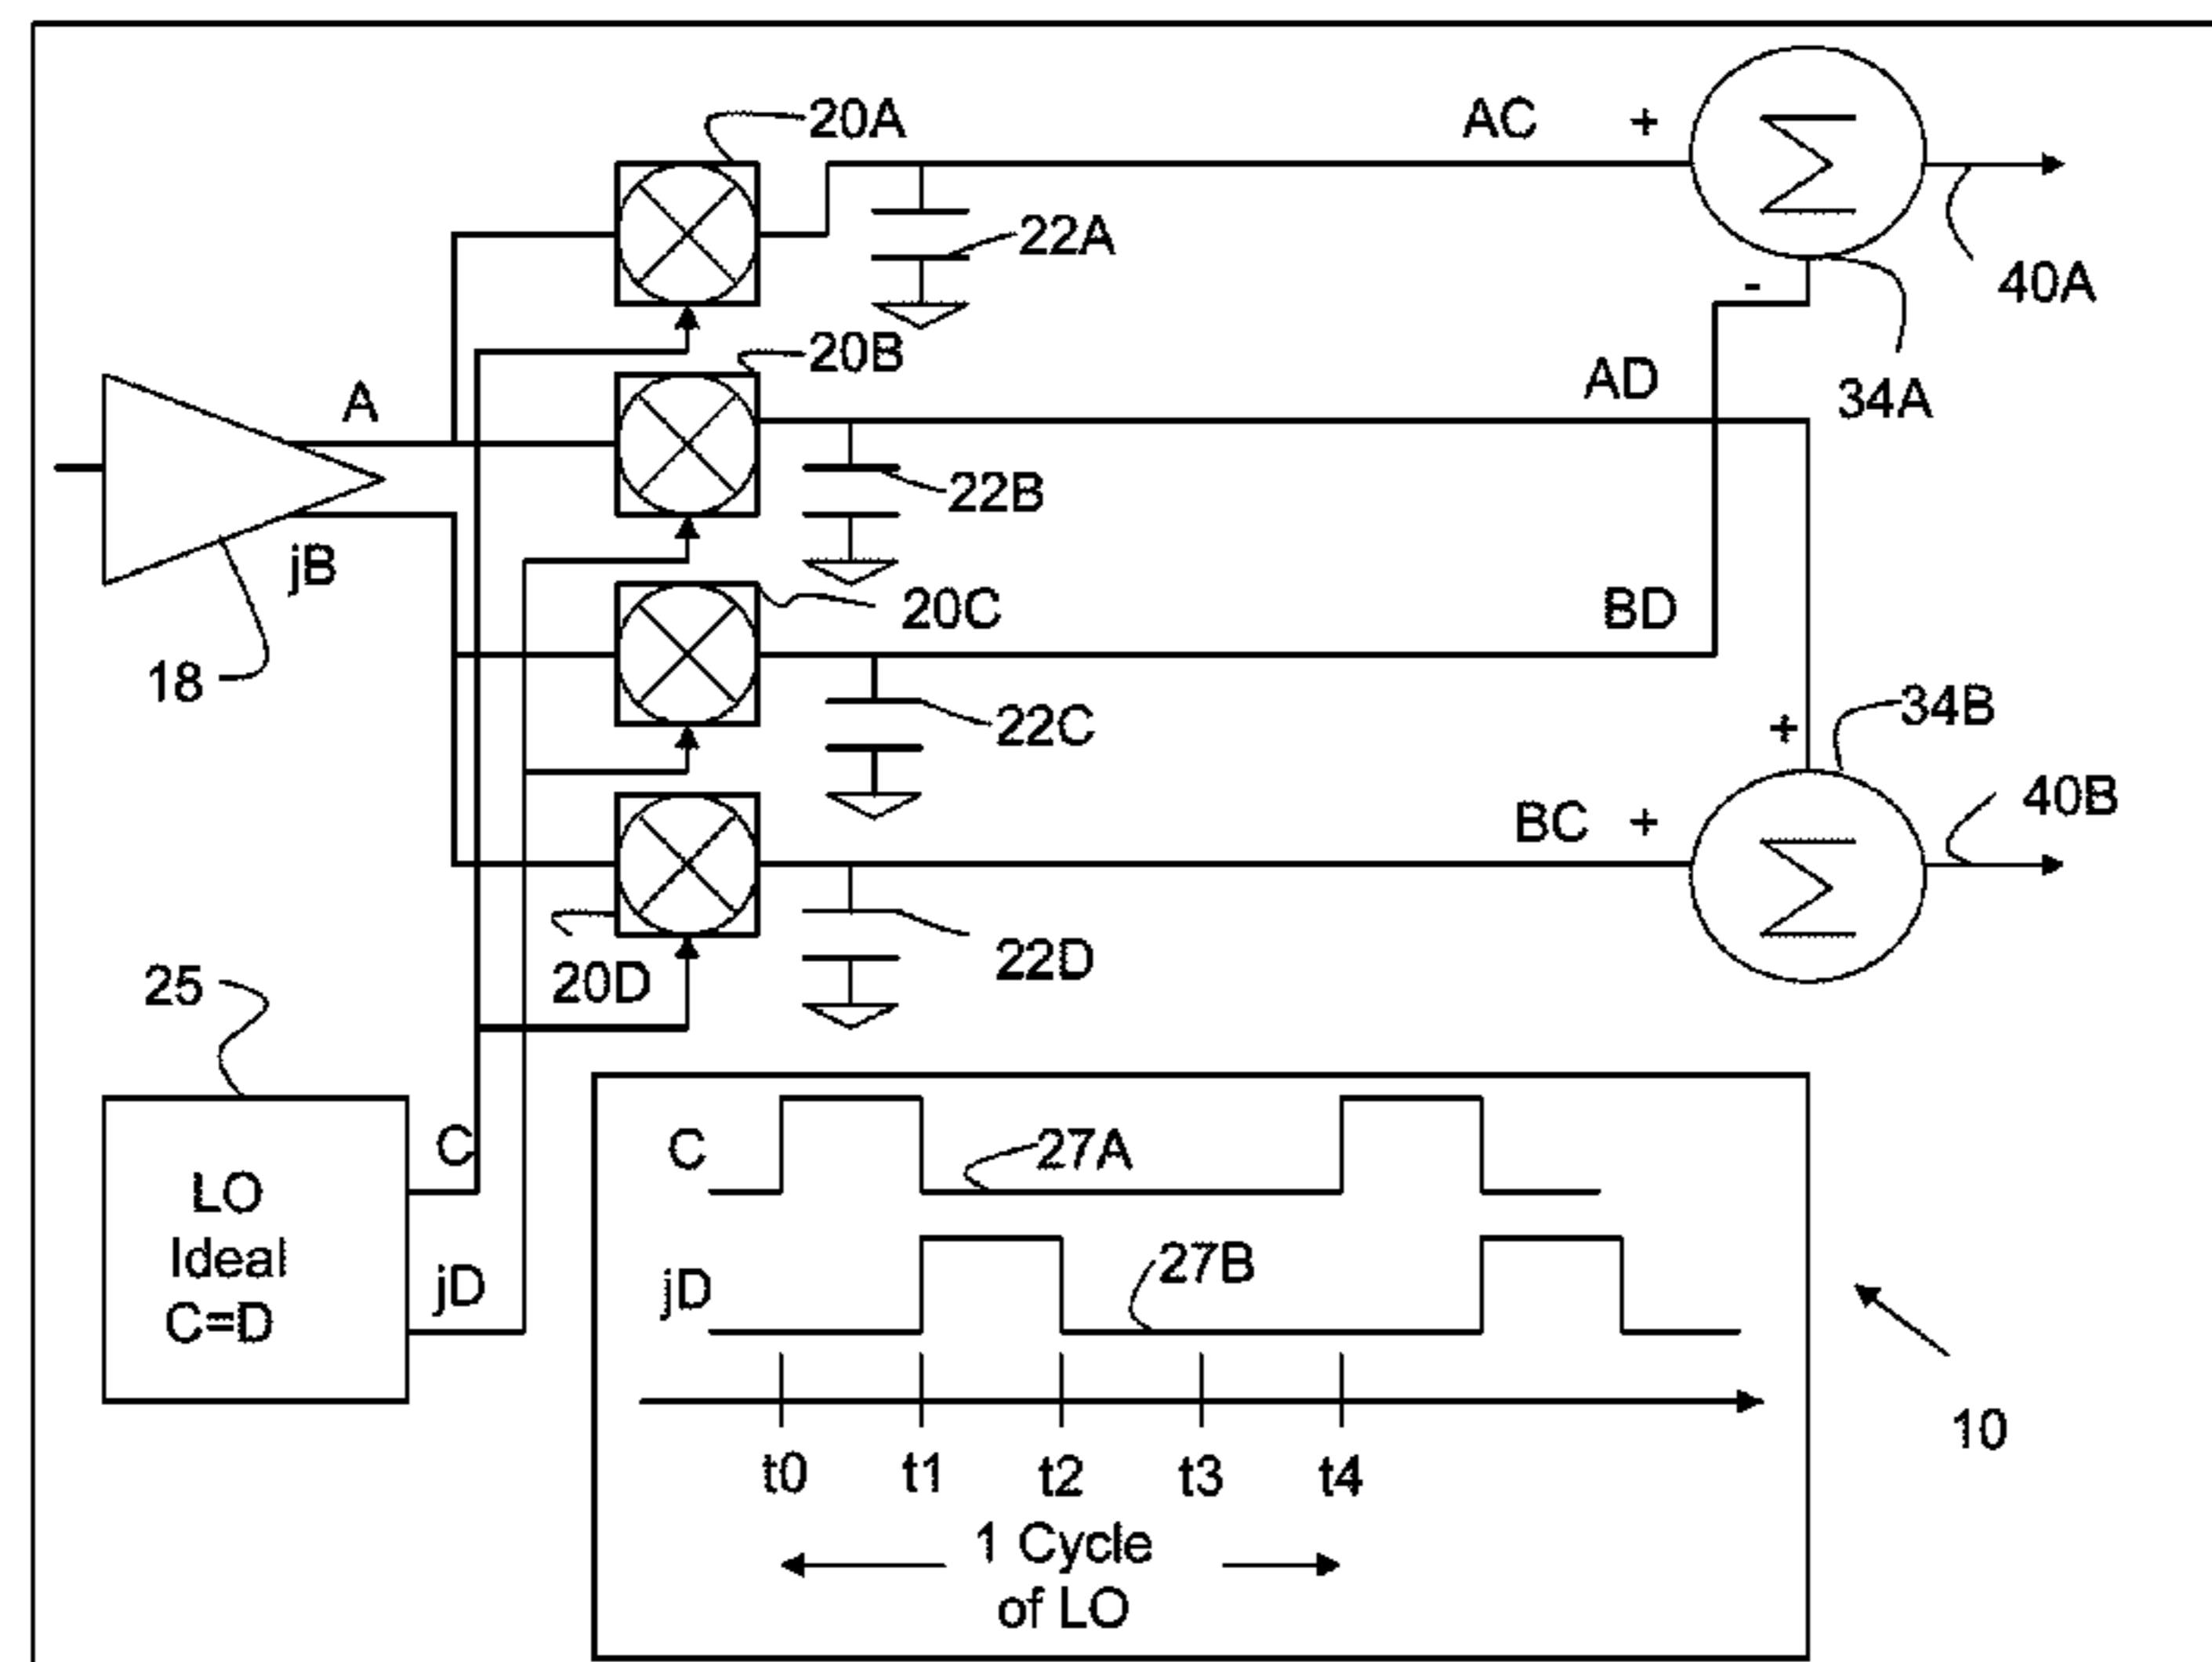 20A
AC +
22A
-
40A
20B
AD
34A
A
22B
jB
20C
BD
18
22C
+
34B
BC +
40B
20D
22D
25
C
LO
Ideal
C=D
jD
C
27A
jD
27B
10
t0 t1 t2 t3 t4
1 Cycle
of LO